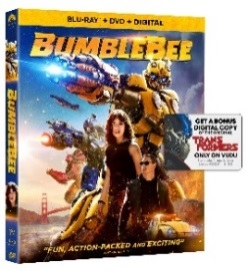 BLU-RAY + DVD + DIGITAL
BUMBLEBEE
BUMBLEBEE
GET A BONUS
DIGITAL COPY
TRANSFORMERS
ONLY ON VUDU
"FUN, ACTION-PACKED AND EXCITING."